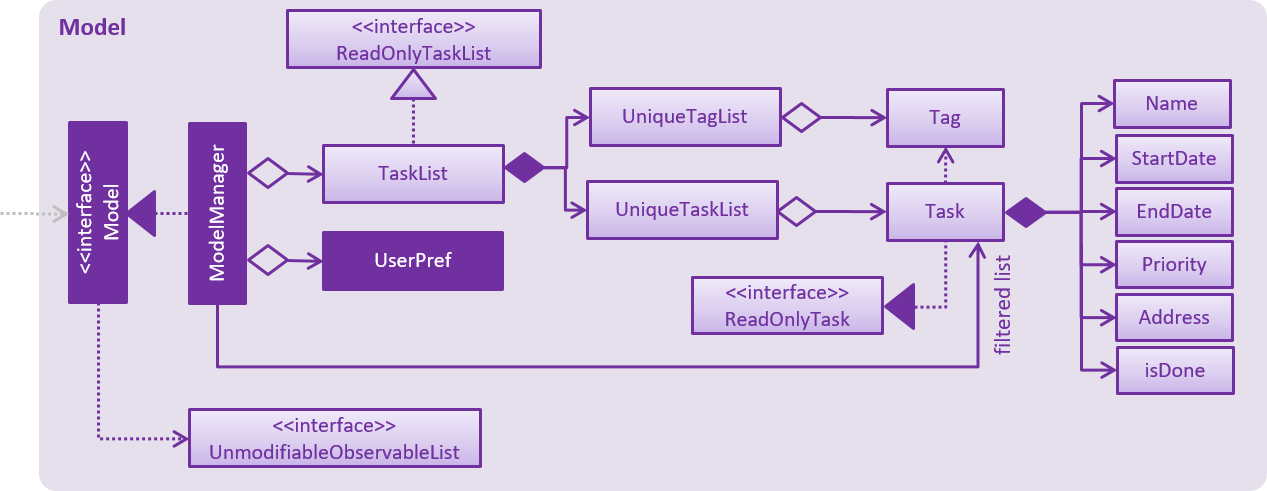 Model
<<interface>>
ReadOnlyTaskList
<<interface>>
Model
ModelManager
TaskList
UserPref
UniqueTagList
UniqueTaskList
Tag
Task
<<interface>>
ReadOnlyTask
filtered list
Name
StartDate
EndDate
Priority
Address
isDone
<<interface>>
UnmodifiableObservableList